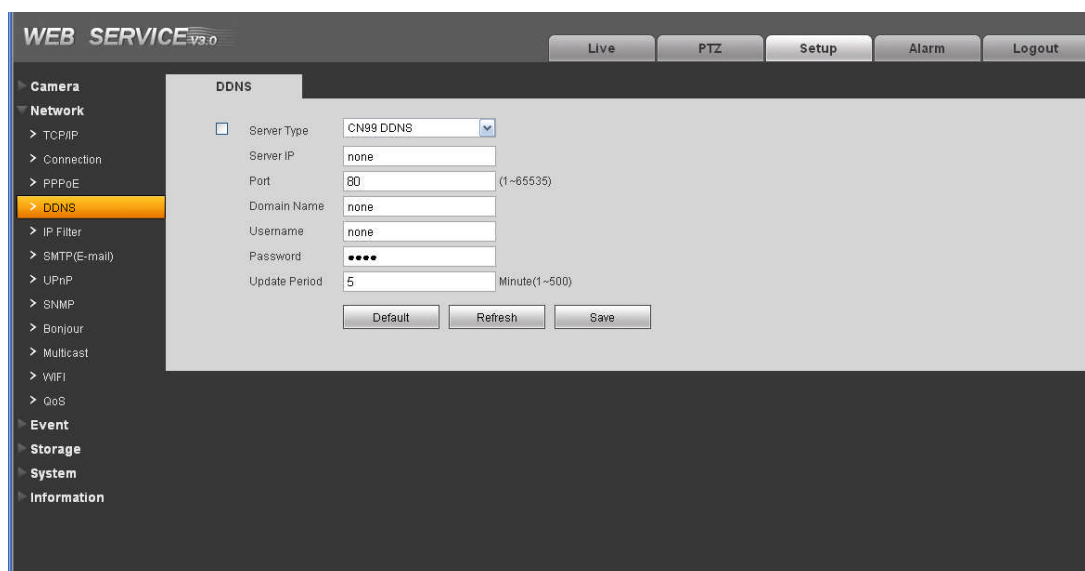 WEB SERVICE V3.0
Live PTZ Setup Alarm Logout
Camera
Network
> TCP/IP
> Connection
> PPPoE
> DDNS
> IP Filter
> SMTP(E-mail)
> UPnP
> SNMP
> Bonjour
> Multicast
> WIFI
> QoS
Event
Storage
System
Information
DDNS
Server Type CN99 DDNS
Server IP none
Port 80 (1~65535)
Domain Name none
Username none
Password ●●●●
Update Period 5 Minute(1~500)
Default Refresh Save